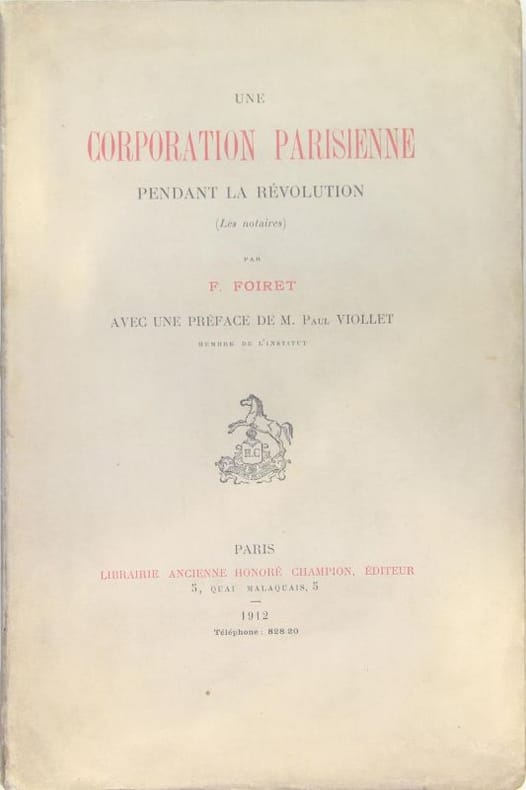 UNE
CORPORATION PARISIENNE
PENDANT LA RÉVOLUTION
(Les notaires)
PAR
F. FOIRET
AVEC UNE PRÉFACE DE M. PAUL VIOLLET
MEMBRE DE L'INSTITUT
H.C
PARIS
LIBRAIRIE ANCIENNE HONORÉ CHAMPION, ÉDITEUR
5, QUAI MALAQUAIS, 5
1912
Téléphone : 828-20